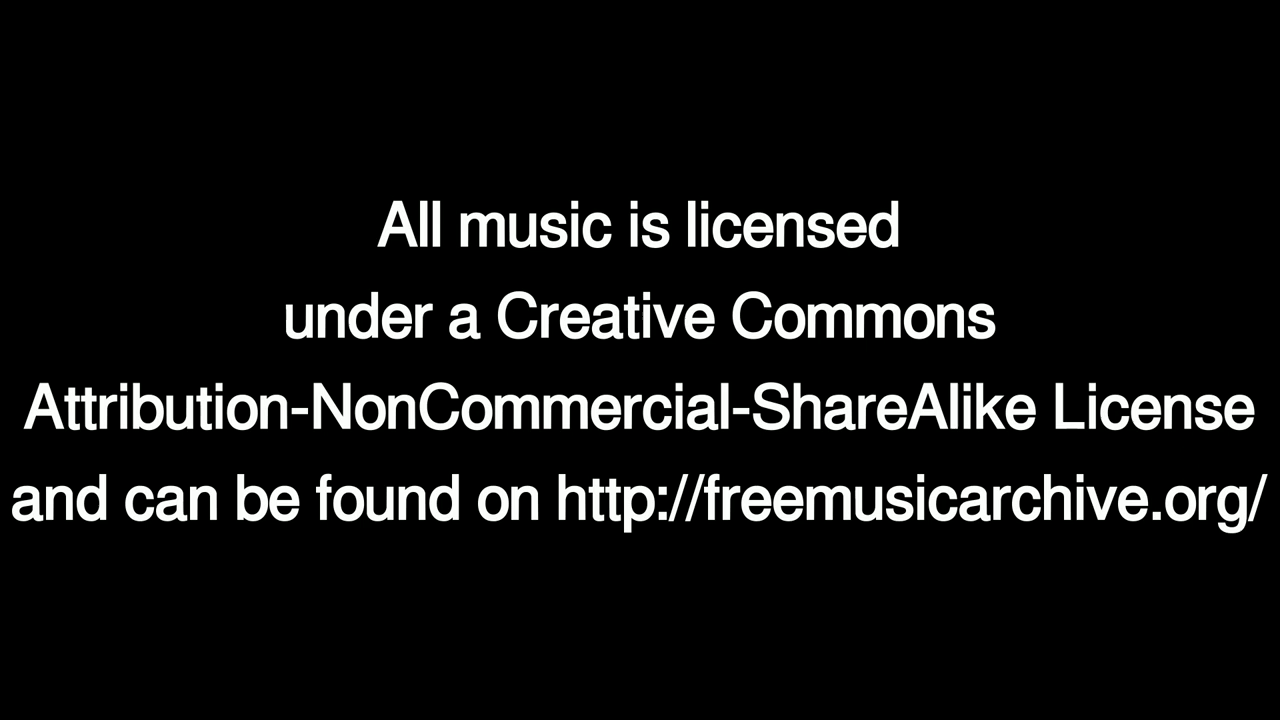 All music is licensed
under a Creative Commons
Attribution-NonCommercial-ShareAlike License
and can be found on http://freemusicarchive.org/